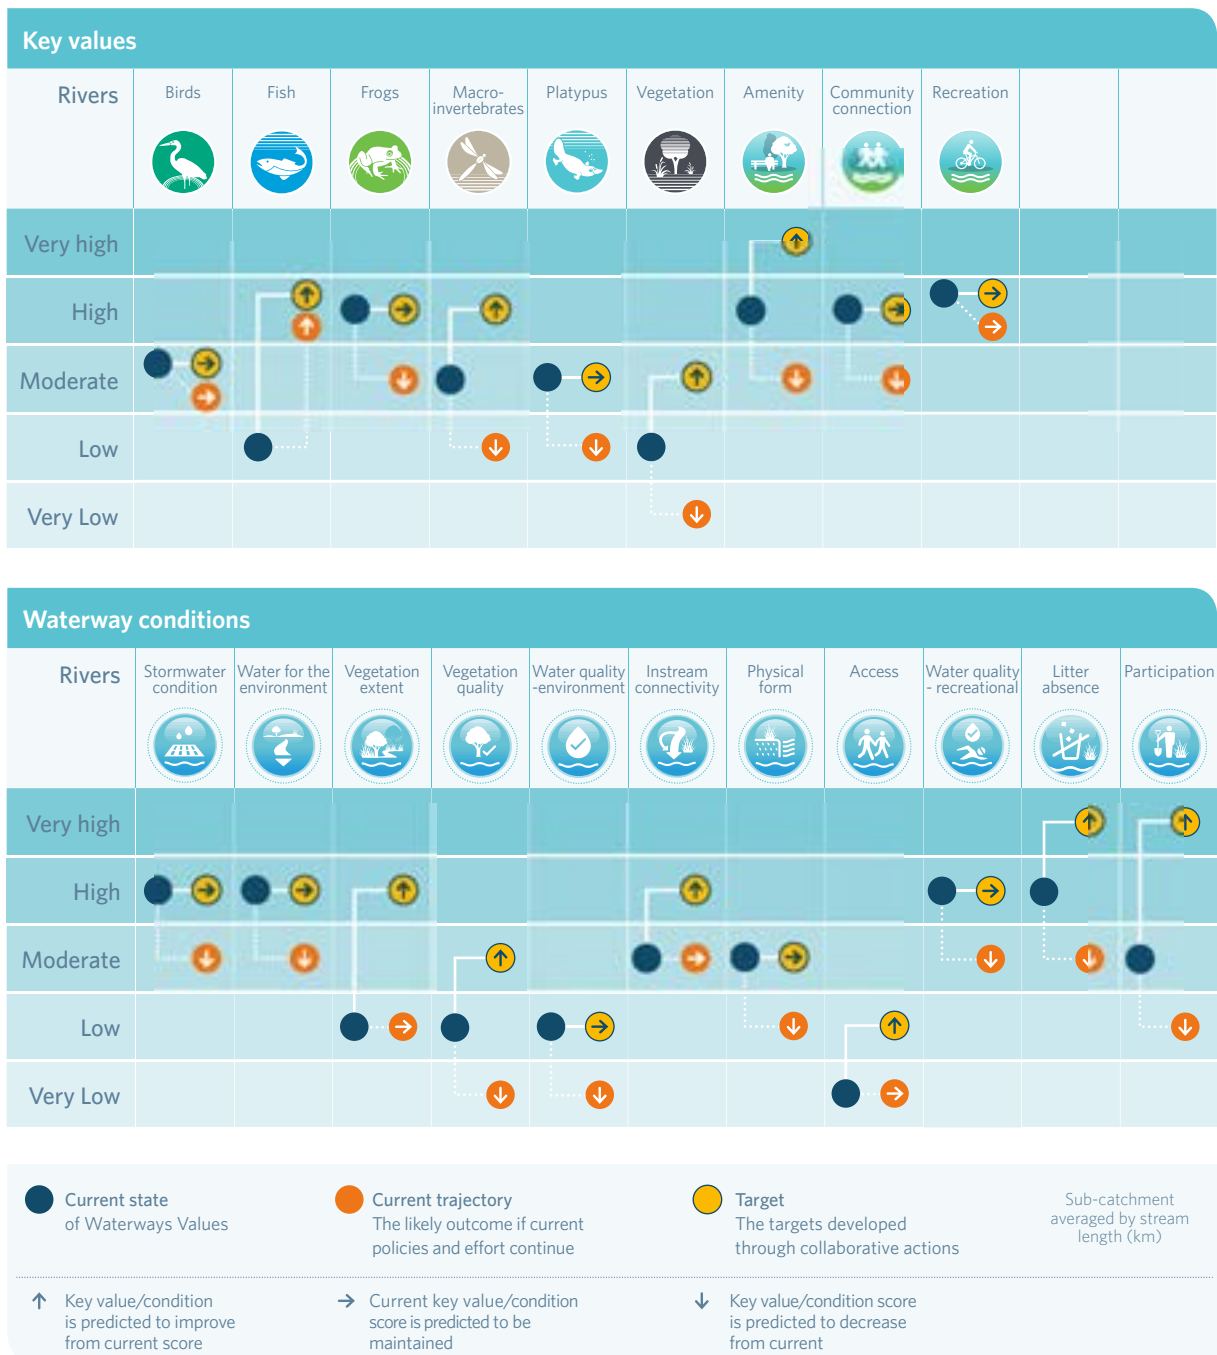 Key values
Rivers
Birds
Fish
Frogs
Macro-
invertebrates
Platypus
Vegetation
Amenity
Community
connection
Recreation
Very high
High
Moderate
Low
Very Low
Waterway conditions
Rivers
Stormwater
condition
Water for the
environment
Vegetation
extent
Vegetation
quality
Water quality
-environment
Instream
connectivity
Physical
form
Access
Water quality
- recreational
Litter
absence
Participation
Very high
High
Moderate
Low
Very Low
Current state
of Waterways Values
Current trajectory
The likely outcome if current
policies and effort continue
Target
The targets developed
through collaborative actions
Sub-catchment
averaged by stream
length (km)
Key value/condition
is predicted to improve
from current score
Current key value/condition
score is predicted to be
maintained
Key value/condition score
is predicted to decrease
from current